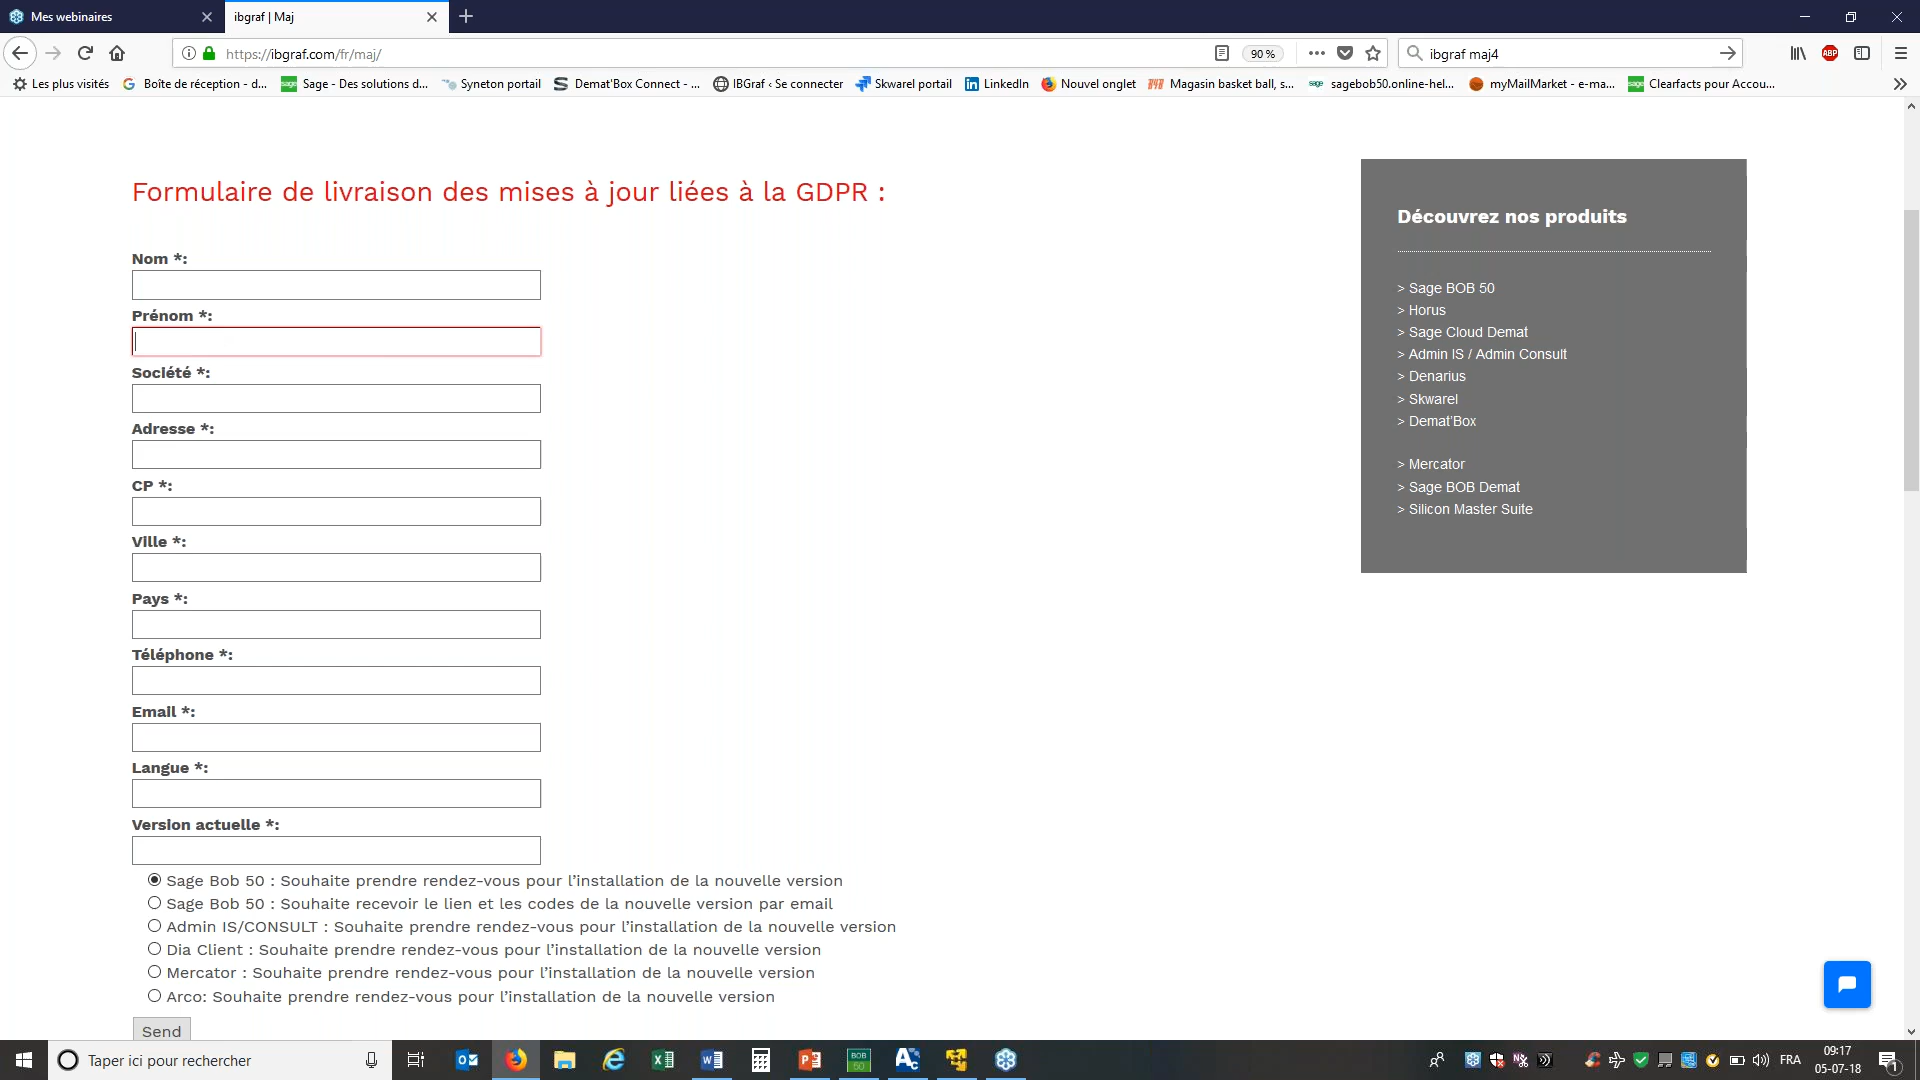 Mes webinaires
ibgraf | Maj
https://ibgraf.com/fr/maj/
90 %
ibgraf maj4
Les plus visités
Boîte de réception - d...
Sage - Des solutions d...
Syneton portail
Demat'Box Connect - ...
IBGraf ‹ Se connecter
Skwarel portail
LinkedIn
Nouvel onglet
Magasin basket ball, s...
sagebob50.online-hel...
myMailMarket - e-ma...
Clearfacts pour Accou...
Formulaire de livraison des mises à jour liées à la GDPR :
Nom *:
Prénom *:
Société *:
Adresse *:
CP *:
Ville *:
Pays *:
Téléphone *:
Email *:
Langue *:
Version actuelle *:
Sage Bob 50 : Souhaite prendre rendez-vous pour l'installation de la nouvelle version
Sage Bob 50 : Souhaite recevoir le lien et les codes de la nouvelle version par email
Admin IS/CONSULT : Souhaite prendre rendez-vous pour l'installation de la nouvelle version
Dia Client : Souhaite prendre rendez-vous pour l'installation de la nouvelle version
Mercator : Souhaite prendre rendez-vous pour l'installation de la nouvelle version
Arco: Souhaite prendre rendez-vous pour l'installation de la nouvelle version
Send
Découvrez nos produits
> Sage BOB 50
> Horus
> Sage Cloud Demat
> Admin IS / Admin Consult
> Denarius
> Skwarel
> Demat'Box
> Mercator
> Sage BOB Demat
> Silicon Master Suite
Taper ici pour rechercher
FRA
09:17
05-07-18